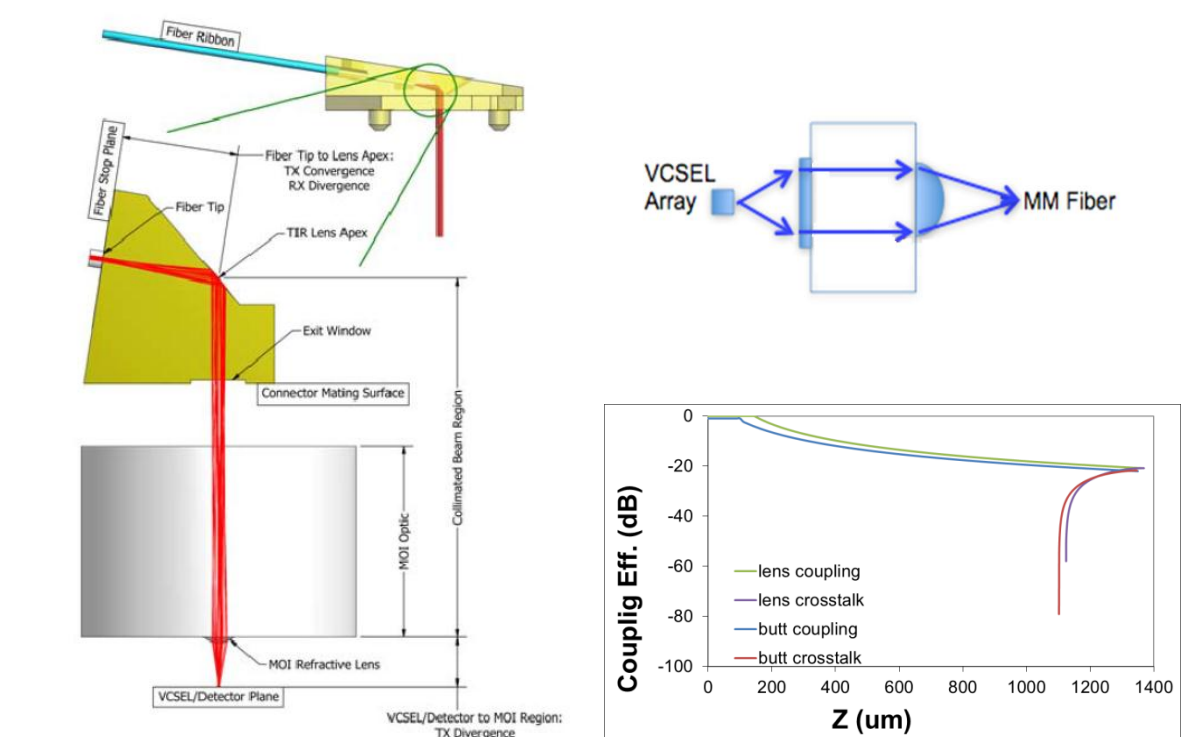 Fiber Ribbon
Fiber Stop Plane
Fiber Tip to Lens Apex:
TX Convergence
RX Divergence
Fiber Tip
TIR Lens Apex
Exit Window
Connector Mating Surface
Collimated Beam Region
MOI Optic
MOI Refractive Lens
VCSEL/Detector Plane
VCSEL/Detector to MOI Region:
TX Divergence
VCSEL
Array
MM Fiber
Couplig Eff. (dB)
0
-20
-40
-60
-80
-100
lens coupling
lens crosstalk
butt coupling
butt crosstalk
0 200 400 600 800 1000 1200 1400
Z (um)